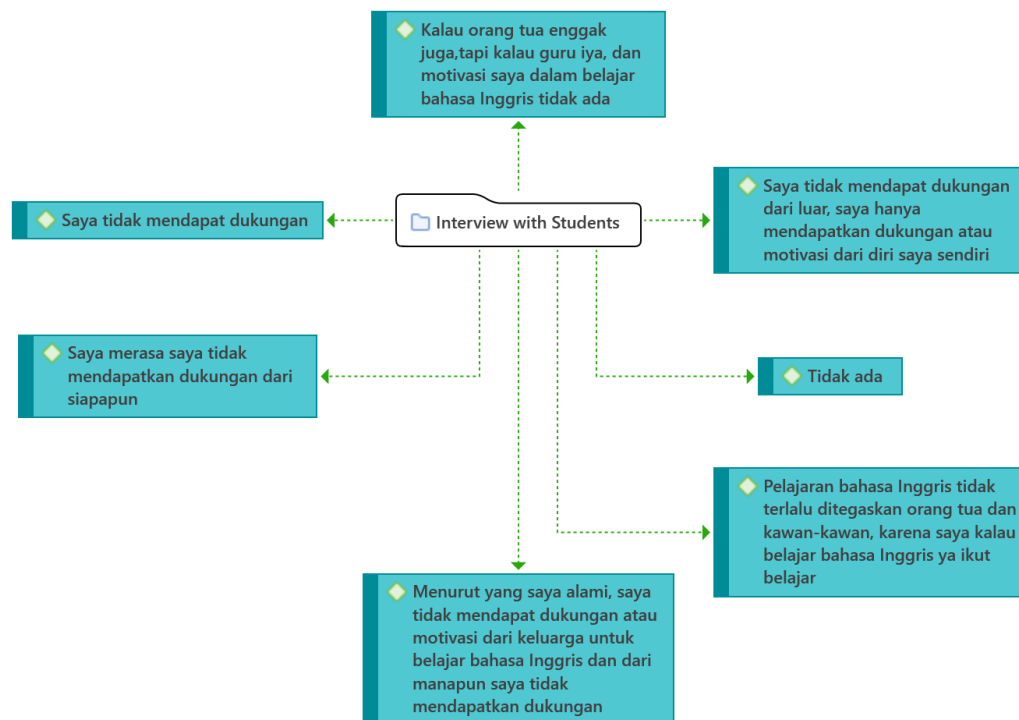 Kalau orang tua enggak
juga,tapi kalau guru iya, dan
motivasi saya dalam belajar
bahasa Inggris tidak ada
Saya tidak mendapat dukungan
Interview with Students
Saya tidak mendapat dukungan
dari luar, saya hanya
mendapatkan dukungan atau
motivasi dari diri saya sendiri
Saya merasa saya tidak
mendapatkan dukungan dari
siapapun
Tidak ada
Pelajaran bahasa Inggris tidak
terlalu ditegaskan orang tua dan
kawan-kawan, karena saya kalau
belajar bahasa Inggris ya ikut
belajar
Menurut yang saya alami, saya
tidak mendapat dukungan atau
motivasi dari keluarga untuk
belajar bahasa Inggris dan dari
manapun saya tidak
mendapatkan dukungan